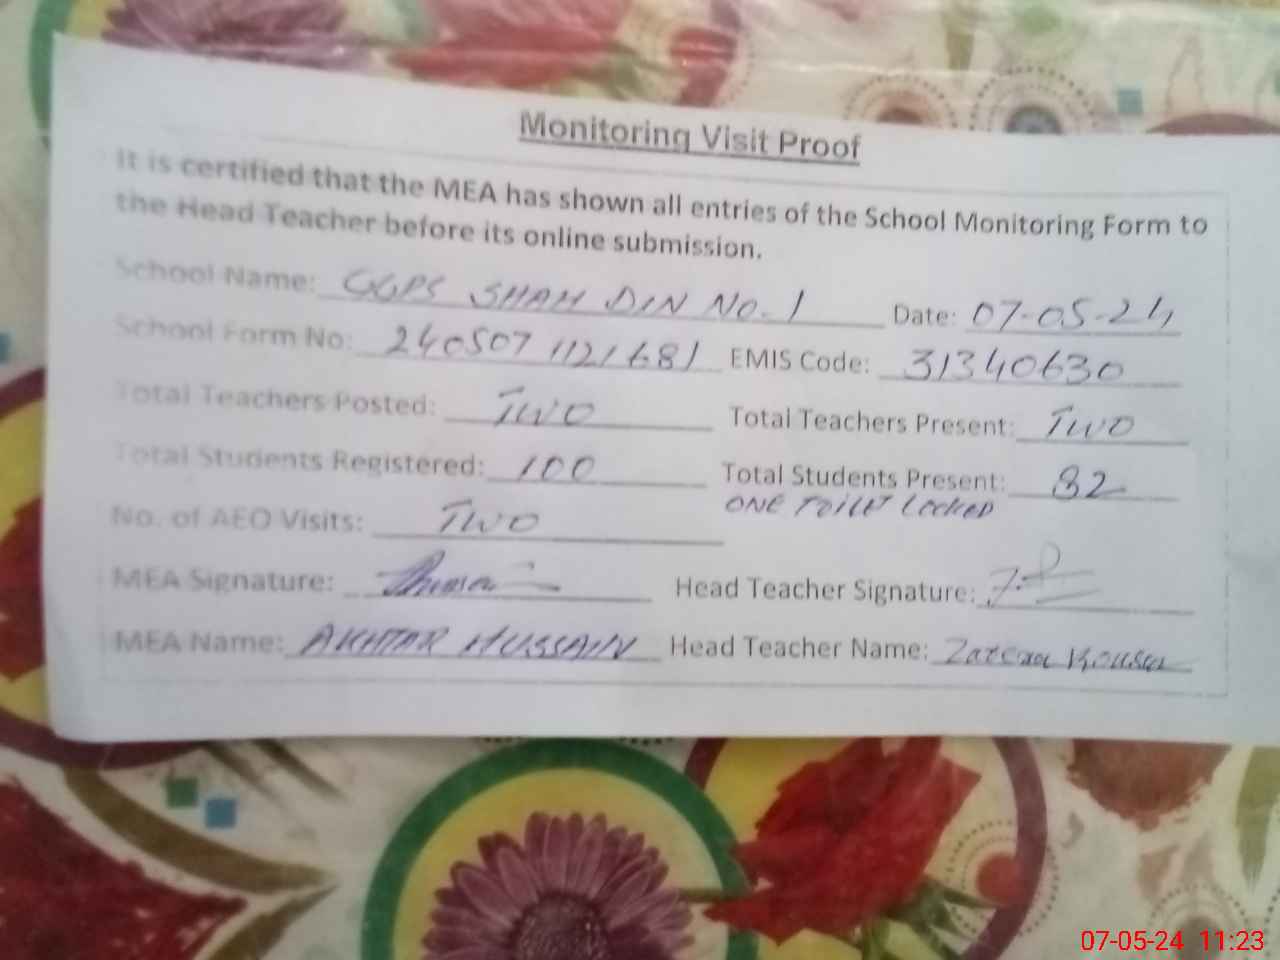 Monitoring Visit Proof
It is certified that the MEA has shown all entries of the School Monitoring Form to
the Head Teacher before its online submission.
School Name: GGPS SHAH DIN No. 1 Date: 07-05-24
School Form No: 240507 1121681 EMIS Code: 31340630
Total Teachers Posted: TWO Total Teachers Present: TWO
Total Students Registered: 100 Total Students Present: 82
ONE TOILET LOCKED
No. of AEO Visits: TWO
MEA Signature: Head Teacher Signature:
MEA Name: AKHTAR HUSSAIN Head Teacher Name: Zareena Kousar
07-05-24 11:23